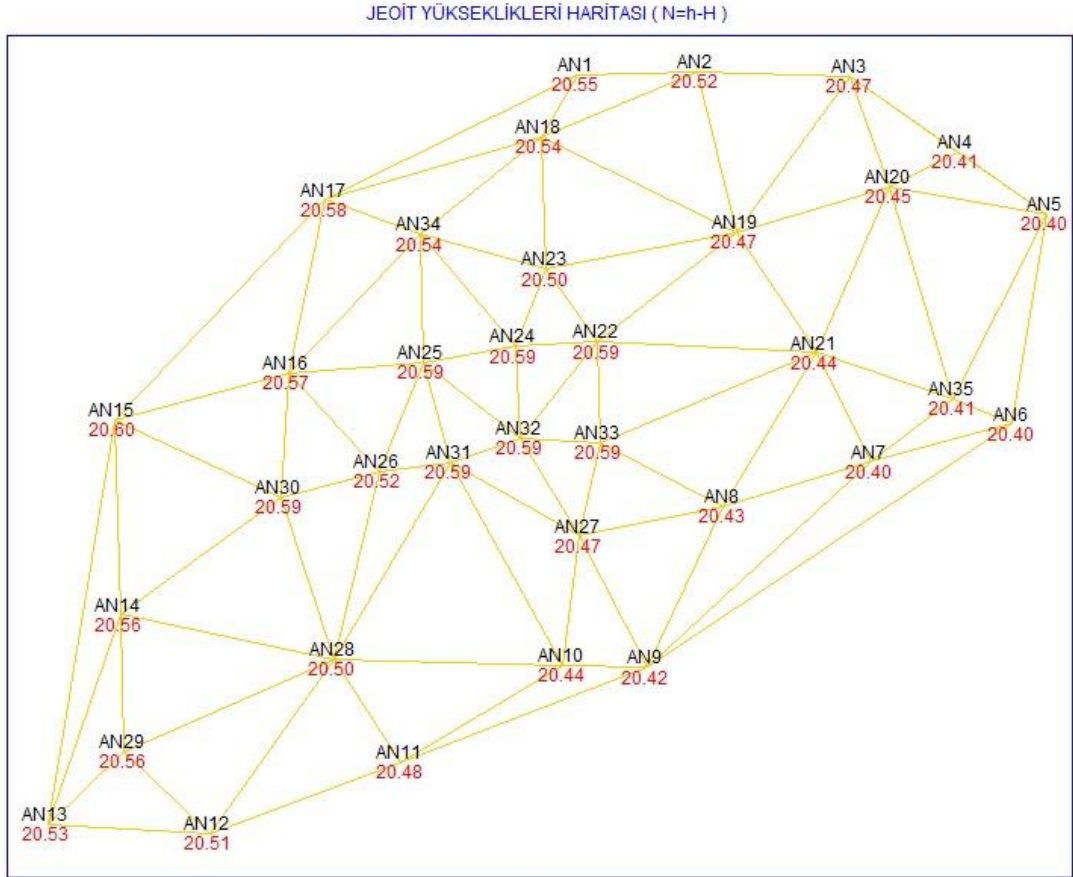 JEOİT YÜKSEKLİKLERİ HARİTASI ( N=h-H )
AN1
20.55
AN2
20.52
AN3
20.47
AN18
20.54
AN4
20.41
AN20
20.45
AN17
20.58
AN5
20.40
AN34
20.54
AN19
20.47
AN23
20.50
AN24
20.59
AN22
20.59
AN21
20.44
AN16
20.57
AN25
20.59
AN35
20.41
AN15
20.60
AN6
20.40
AN32
20.59
AN33
20.59
AN31
20.59
AN26
20.52
AN7
20.40
AN30
20.59
AN8
20.43
AN27
20.47
AN14
20.56
AN28
20.50
AN10
20.44
AN9
20.42
AN29
20.56
AN11
20.48
AN13
20.53
AN12
20.51